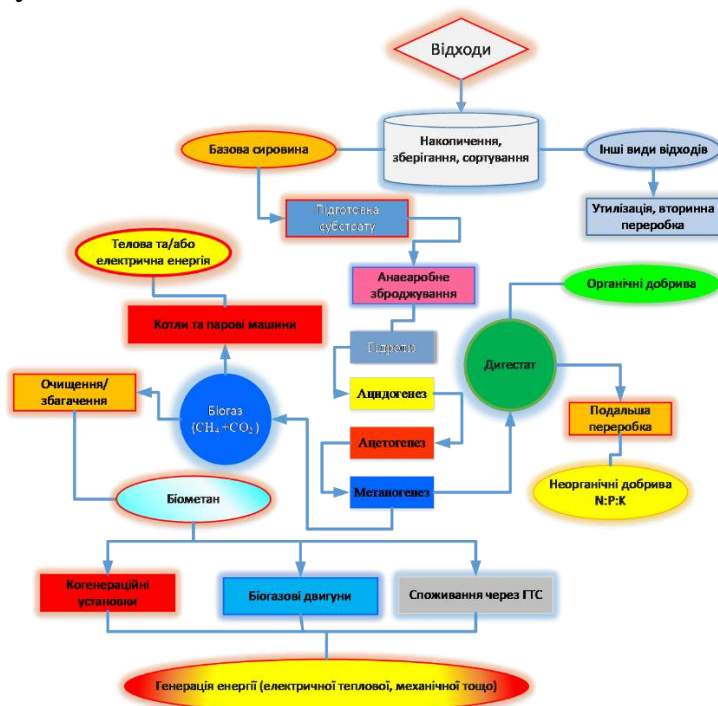 Відходи
Накопичення,
зберігання, сортування
Базова сировина
Інші види відходів
Підготовка
субстрату
Утилізація, вторинна
переробка
Телова та/або
електрична енергія
Анаеаробне
зброджування
Органічні добрива
Котли та парові машини
Гідроліз
Дигестат
Очищення/
збагачення
Біогаз
(CH₄+CO₂)
Ацидогенез
Подальша
переробка
Ацетогенез
Метаногенез
Неорганічні добрива
N:P:K
Біометан
Когенераційні
установки
Біогазові двигуни
Споживання через ГТС
Генерація енергії (електричної теплової, механічної тощо)